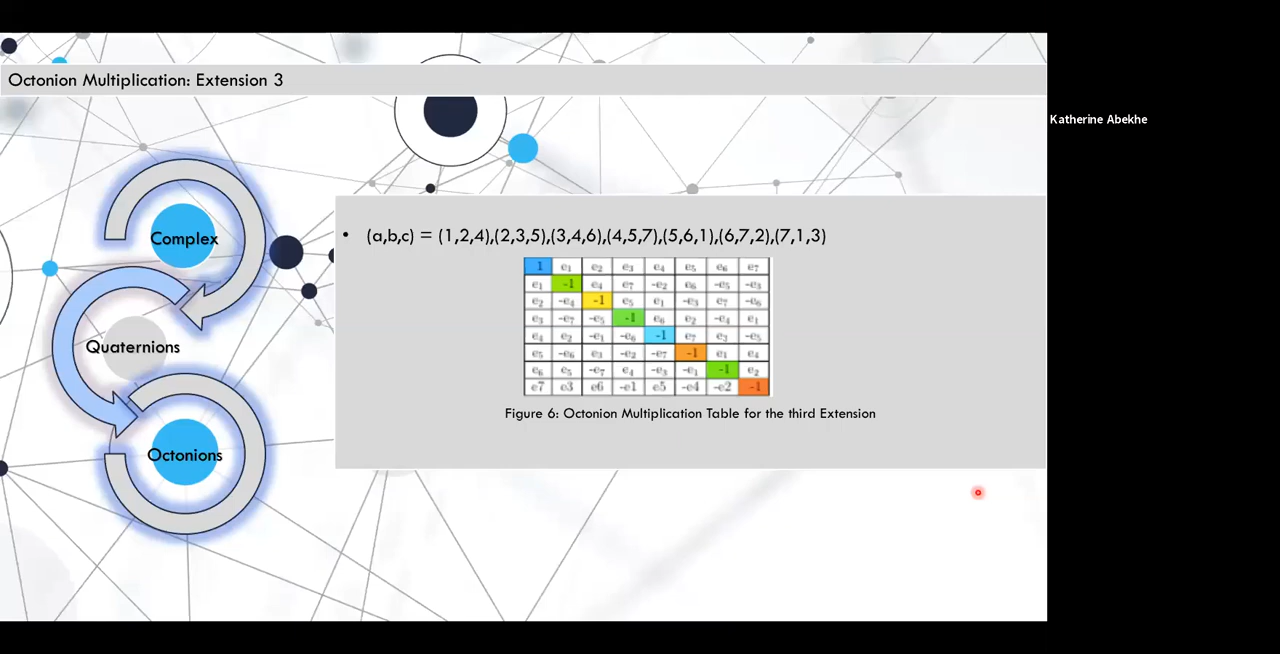 Octonion Multiplication: Extension 3
Katherine Abekhe
Complex
Quaternions
Octonions
• (a,b,c) = (1,2,4),(2,3,5),(3,4,6),(4,5,7),(5,6,1),(6,7,2),(7,1,3)
1 e₁ e₂ e₃ e₄ e₅ e₆ e₇
e₁ -1 e₄ e₇ -e₂ e₆ -e₅ -e₃
e₂ -e₄ -1 e₅ e₁ -e₃ e₇ -e₆
e₃ -e₇ -e₅ -1 e₆ e₂ -e₄ e₁
e₄ e₂ -e₁ -e₆ -1 e₇ e₃ -e₅
e₅ -e₆ e₃ -e₂ -e₇ -1 e₁ e₄
e₆ e₅ -e₇ e₄ -e₃ -e₁ -1 e₂
e7 e3 e6 -e1 e5 -e4 -e2 -1
Figure 6: Octonion Multiplication Table for the third Extension